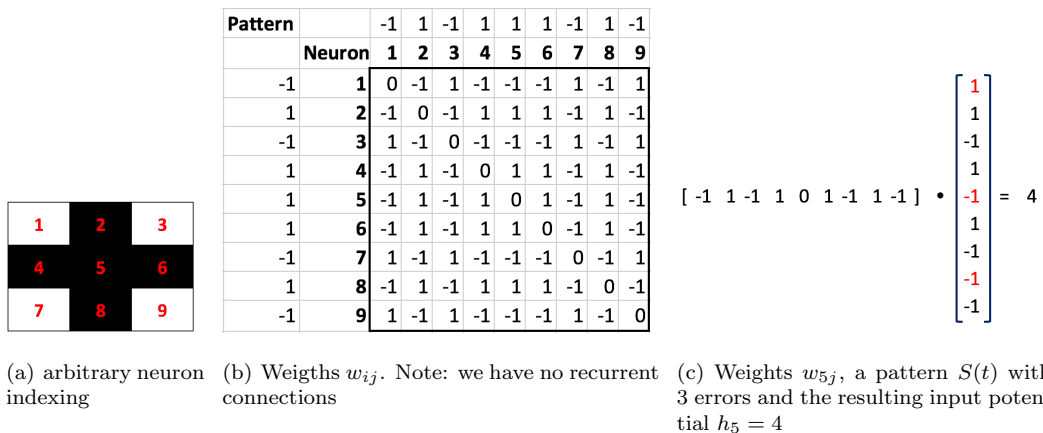 Pattern -1 1 -1 1 1 1 -1 1 -1
Neuron 1 2 3 4 5 6 7 8 9
-1 1 0 -1 1 -1 -1 -1 1 -1 1
1 2 -1 0 -1 1 1 1 -1 1 -1
-1 3 1 -1 0 -1 -1 -1 1 -1 1
1 4 -1 1 -1 0 1 1 -1 1 -1
1 5 -1 1 -1 1 0 1 -1 1 -1
1 6 -1 1 -1 1 1 0 -1 1 -1
-1 7 1 -1 1 -1 -1 -1 0 -1 1
1 8 -1 1 -1 1 1 1 -1 0 -1
-1 9 1 -1 1 -1 -1 -1 1 -1 0
1 2 3
4 5 6
7 8 9
[ -1 1 -1 1 0 1 -1 1 -1 ] • = 4
1
1
-1
1
-1
1
-1
-1
-1
(a) arbitrary neuron
indexing
(b) Weigths w_{ij}. Note: we have no recurrent
connections
(c) Weights w_{5j}, a pattern S(t) with
3 errors and the resulting input poten-
tial h_5 = 4